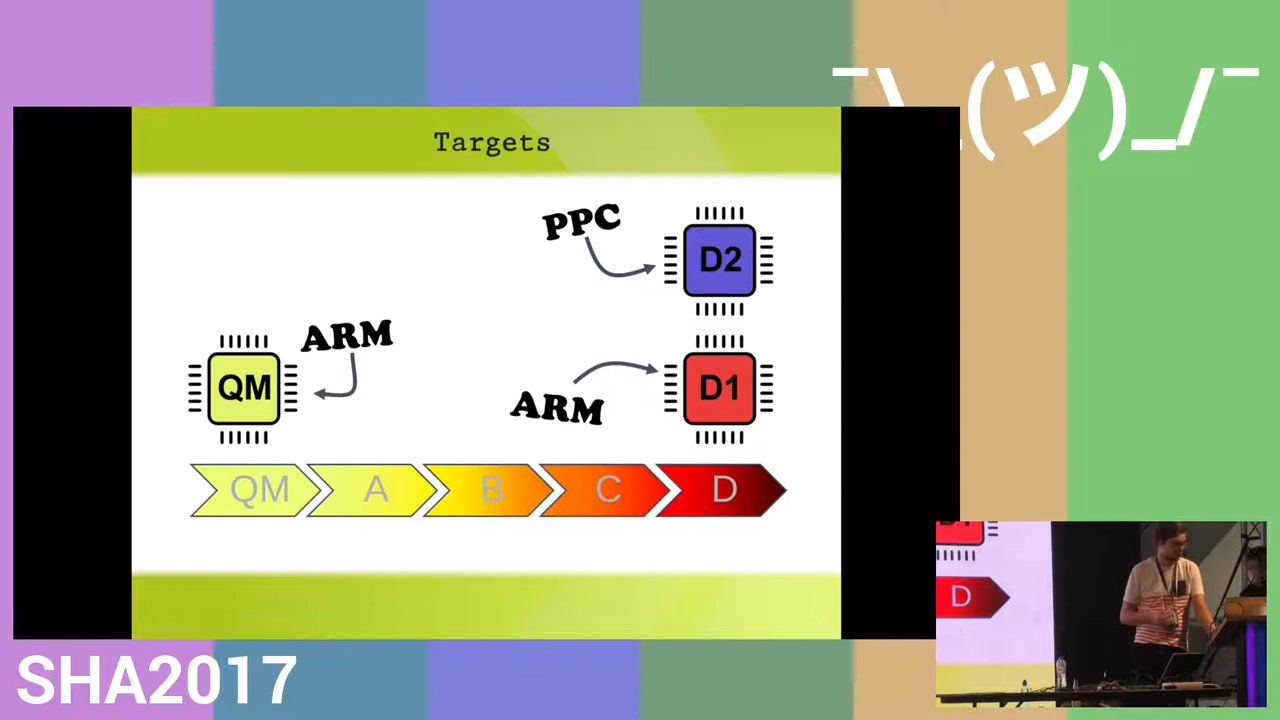 ¯\_(ツ)_/¯
Targets
PPC
D2
ARM
QM
D1
ARM
QM A B C D
D
SHA2017